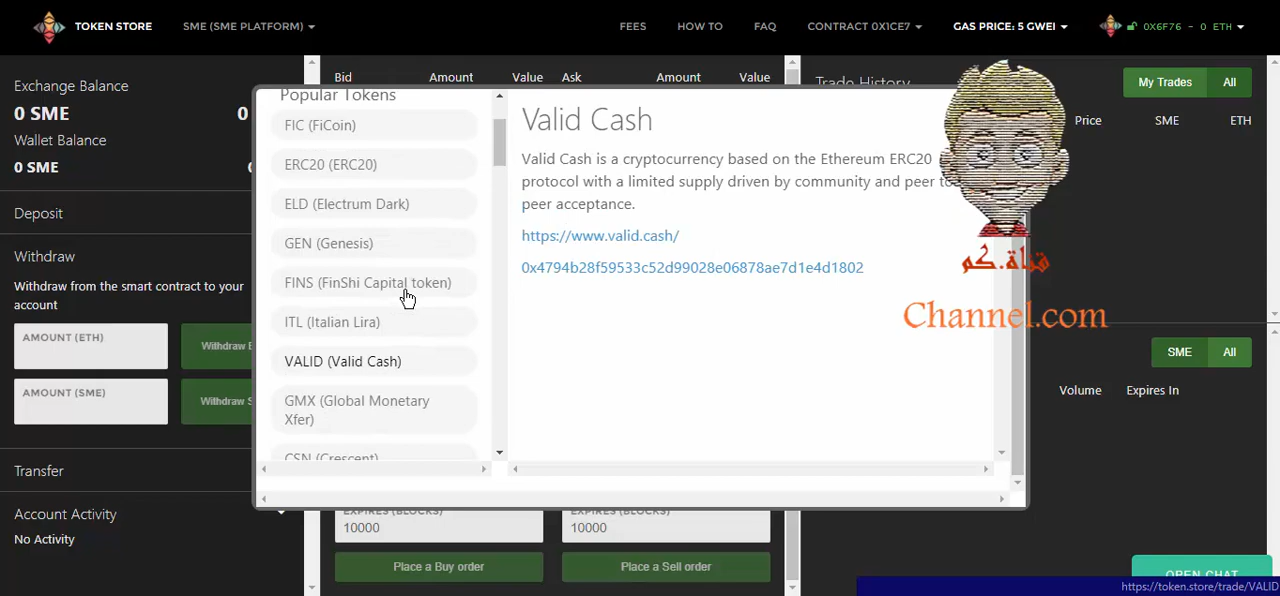 TOKEN STORE
SME (SME PLATFORM)
FEES
HOW TO
FAQ
CONTRACT 0X1CE7
GAS PRICE: 5 GWEI
0X6F76 - 0 ETH
Exchange Balance
0 SME
0
Wallet Balance
0 SME
Deposit
Withdraw
Withdraw from the smart contract to your
account
AMOUNT (ETH)
Withdraw
AMOUNT (SME)
Withdraw
Transfer
Account Activity
No Activity
Bid
Amount
Value
Ask
Amount
Value
Popular Tokens
FIC (FiCoin)
ERC20 (ERC20)
ELD (Electrum Dark)
GEN (Genesis)
FINS (FinShi Capital token)
ITL (Italian Lira)
VALID (Valid Cash)
GMX (Global Monetary
Xfer)
CSN (Crescent)
Valid Cash
Valid Cash is a cryptocurrency based on the Ethereum ERC20
protocol with a limited supply driven by community and peer to
peer acceptance.
https://www.valid.cash/
0x4794b28f59533c52d99028e06878ae7d1e4d1802
EXPIRES (BLOCKS)
10000
EXPIRES (BLOCKS)
10000
Place a Buy order
Place a Sell order
Trade History
My Trades
All
Price
SME
ETH
قناة.كو
Channel.com
SME
All
Volume
Expires In
OPEN CHAT
https://token.store/trade/VALID